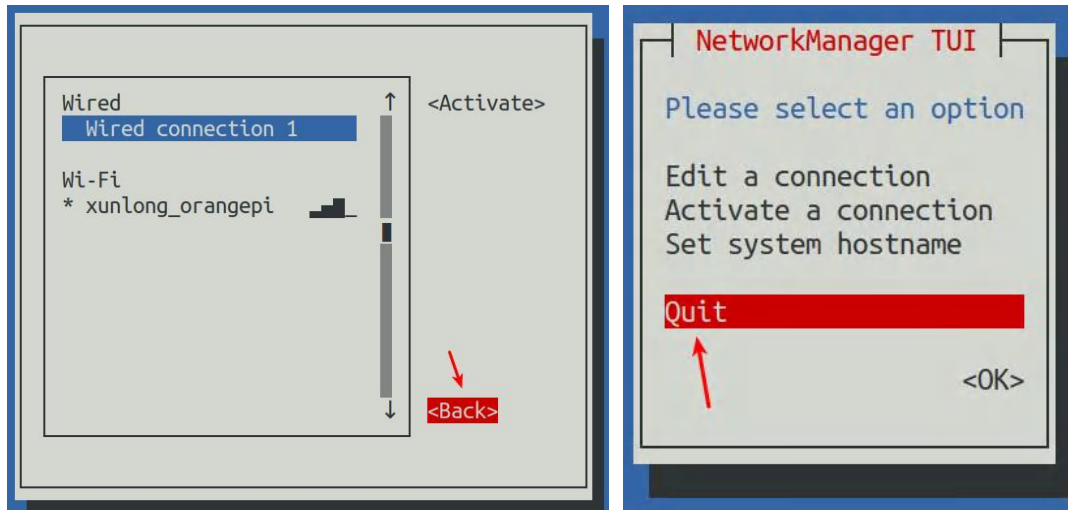 Wired
Wired connection 1
Wi-Fi
* xunlong_orangepi
<Activate>
<Back>
NetworkManager TUI
Please select an option
Edit a connection
Activate a connection
Set system hostname
Quit
<OK>